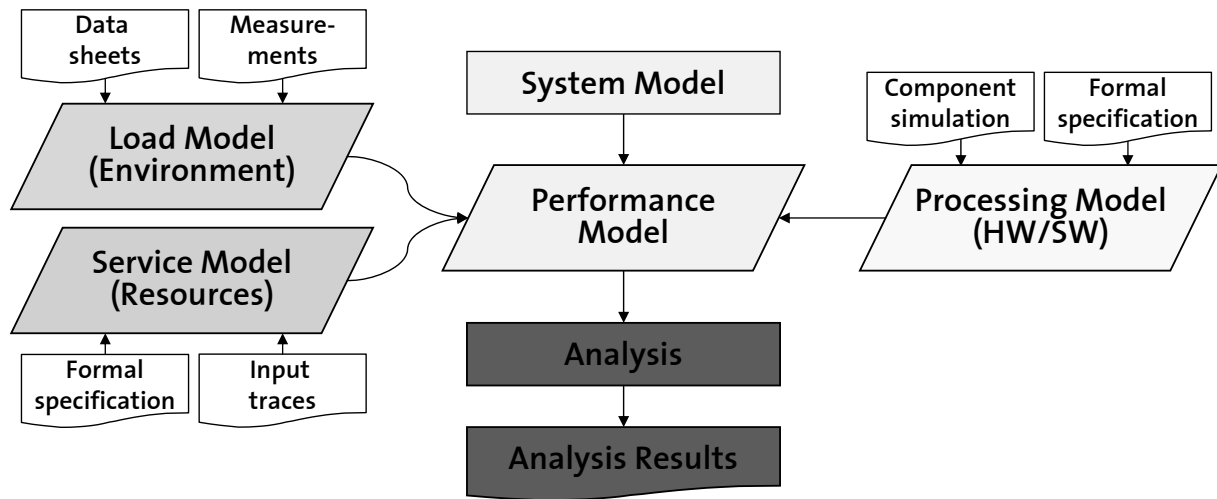 Data
sheets
Measure-
ments
Load Model
(Environment)
Service Model
(Resources)
Formal
specification
Input
traces
System Model
Performance
Model
Analysis
Analysis Results
Component
simulation
Formal
specification
Processing Model
(HW/SW)